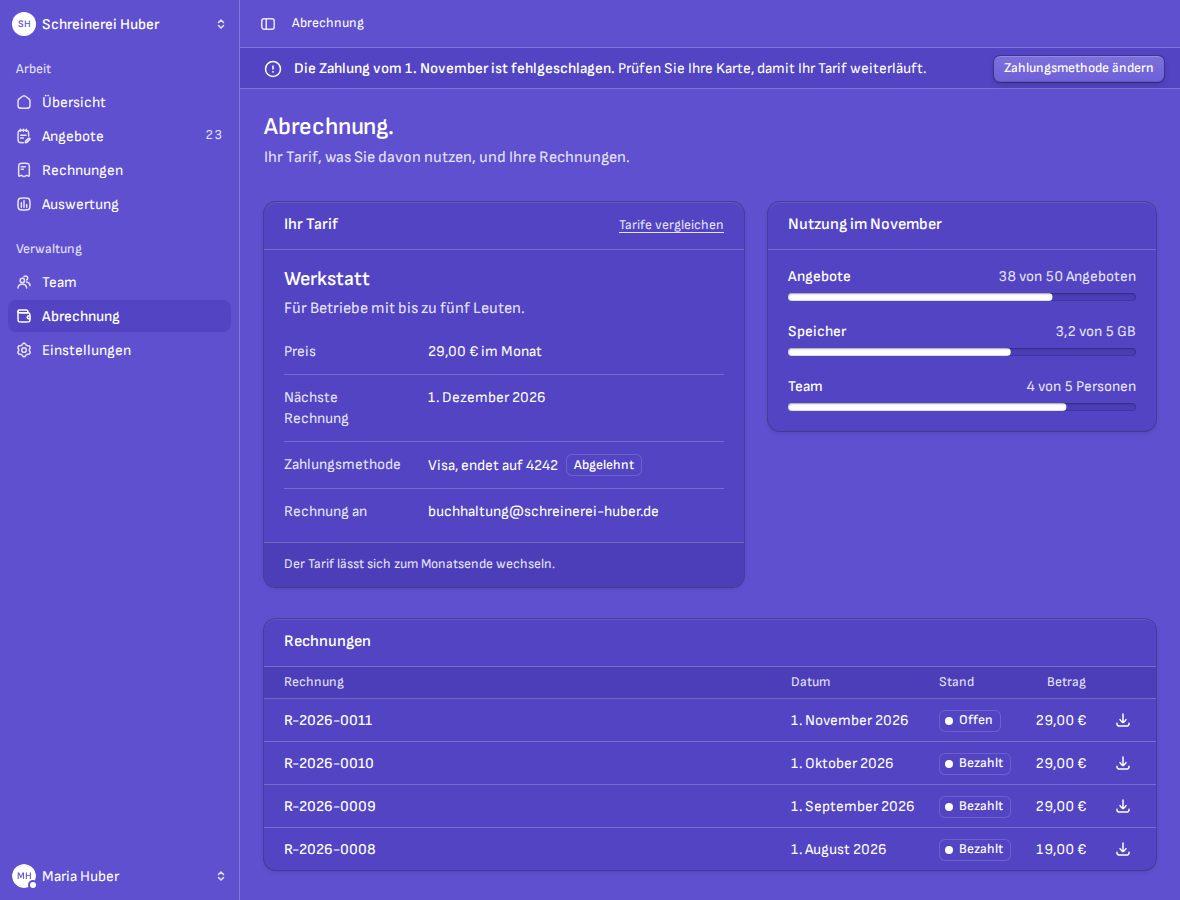 SH Schreinerei Huber
Arbeit
Übersicht
Angebote 23
Rechnungen
Auswertung
Verwaltung
Team
Abrechnung
Einstellungen
MH Maria Huber
Abrechnung
Die Zahlung vom 1. November ist fehlgeschlagen. Prüfen Sie Ihre Karte, damit Ihr Tarif weiterläuft.
Zahlungsmethode ändern
Abrechnung.
Ihr Tarif, was Sie davon nutzen, und Ihre Rechnungen.
Ihr Tarif
Tarife vergleichen
Werkstatt
Für Betriebe mit bis zu fünf Leuten.
Preis 29,00 € im Monat
Nächste Rechnung 1. Dezember 2026
Zahlungsmethode Visa, endet auf 4242 Abgelehnt
Rechnung an buchhaltung@schreinerei-huber.de
Der Tarif lässt sich zum Monatsende wechseln.
Nutzung im November
Angebote 38 von 50 Angeboten
Speicher 3,2 von 5 GB
Team 4 von 5 Personen
Rechnungen
Rechnung Datum Stand Betrag
R-2026-0011 1. November 2026 Offen 29,00 €
R-2026-0010 1. Oktober 2026 Bezahlt 29,00 €
R-2026-0009 1. September 2026 Bezahlt 29,00 €
R-2026-0008 1. August 2026 Bezahlt 19,00 €